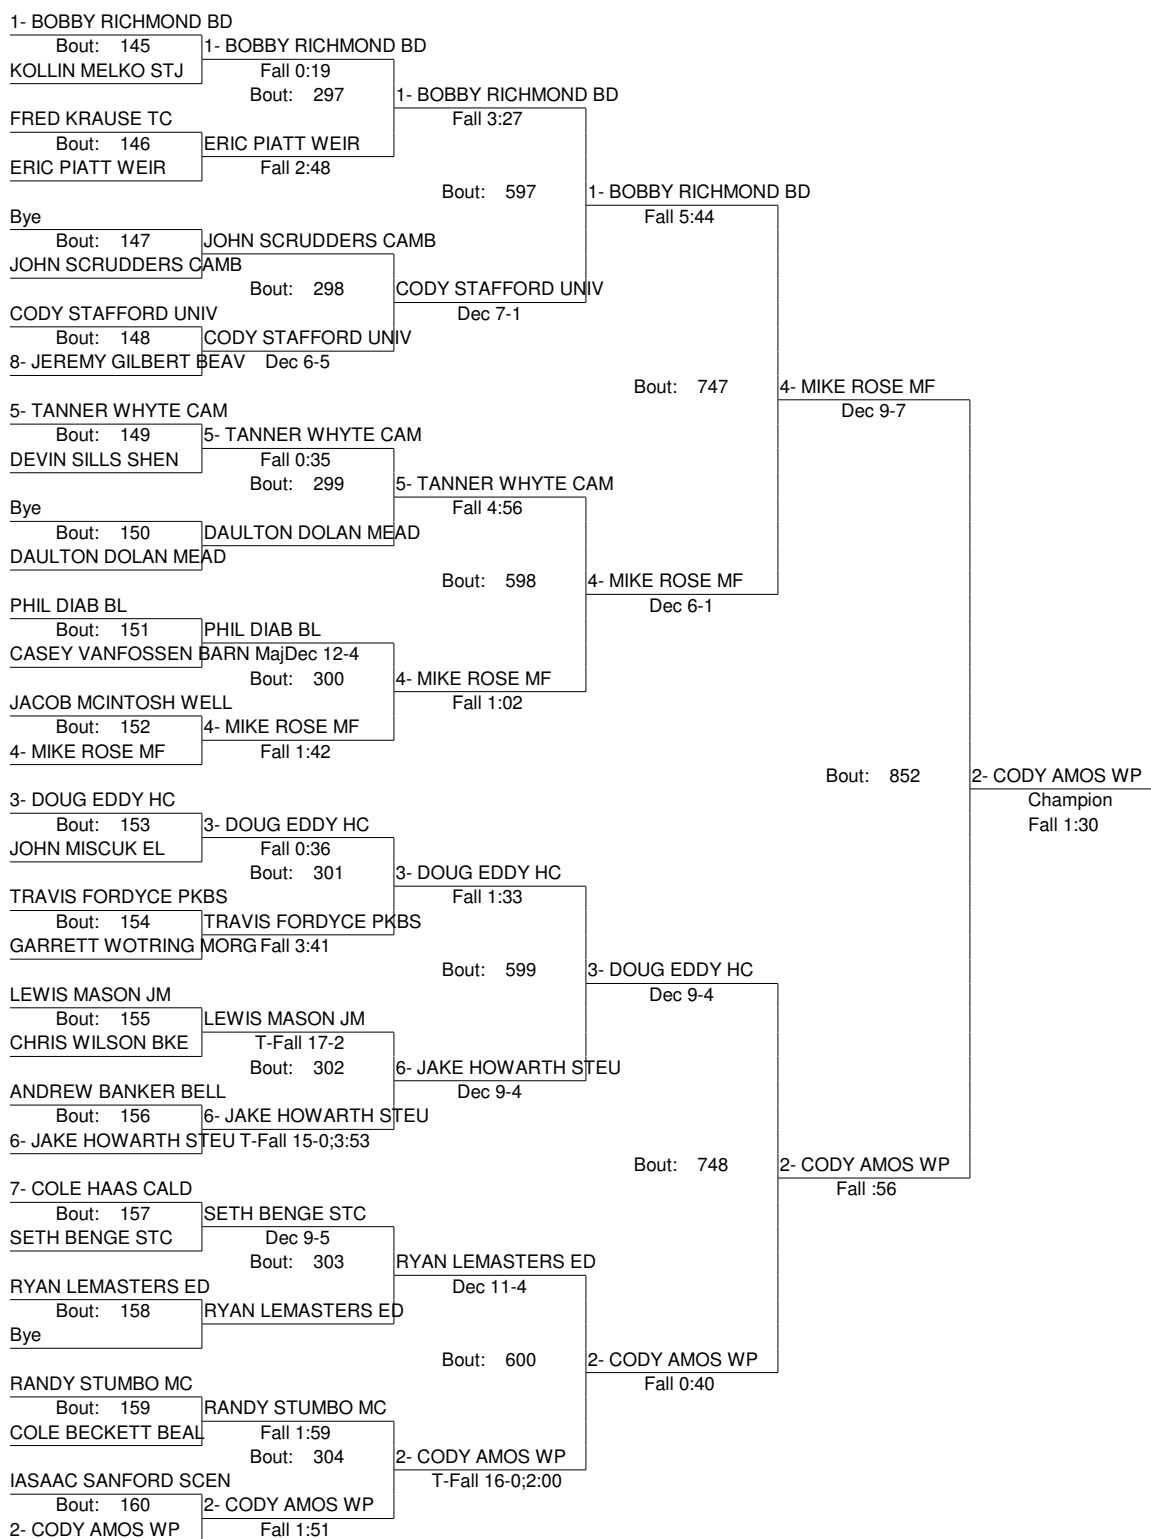 1- BOBBY RICHMOND BD
Bout: 145 1- BOBBY RICHMOND BD
KOLLIN MELKO STJ Fall 0:19
Bout: 297 1- BOBBY RICHMOND BD
FRED KRAUSE TC Fall 3:27
Bout: 146 ERIC PIATT WEIR
ERIC PIATT WEIR Fall 2:48
Bout: 597 1- BOBBY RICHMOND BD
Bye Fall 5:44
Bout: 147 JOHN SCRUDDERS CAMB
JOHN SCRUDDERS CAMB
Bout: 298 CODY STAFFORD UNIV
CODY STAFFORD UNIV Dec 7-1
Bout: 148 CODY STAFFORD UNIV
8- JEREMY GILBERT BEAV Dec 6-5
Bout: 747 4- MIKE ROSE MF
5- TANNER WHYTE CAM Dec 9-7
Bout: 149 5- TANNER WHYTE CAM
DEVIN SILLS SHEN Fall 0:35
Bout: 299 5- TANNER WHYTE CAM
Bye Fall 4:56
Bout: 150 DAULTON DOLAN MEAD
DAULTON DOLAN MEAD
Bout: 598 4- MIKE ROSE MF
PHIL DIAB BL Dec 6-1
Bout: 151 PHIL DIAB BL
CASEY VANFOSSEN BARN MajDec 12-4
Bout: 300 4- MIKE ROSE MF
JACOB MCINTOSH WELL Fall 1:02
Bout: 152 4- MIKE ROSE MF
4- MIKE ROSE MF Fall 1:42
Bout: 852 2- CODY AMOS WP
3- DOUG EDDY HC Champion
Bout: 153 3- DOUG EDDY HC Fall 1:30
JOHN MISCUK EL Fall 0:36
Bout: 301 3- DOUG EDDY HC
TRAVIS FORDYCE PKBS Fall 1:33
Bout: 154 TRAVIS FORDYCE PKBS
GARRETT WOTRING MORG Fall 3:41
Bout: 599 3- DOUG EDDY HC
LEWIS MASON JM Dec 9-4
Bout: 155 LEWIS MASON JM
CHRIS WILSON BKE T-Fall 17-2
Bout: 302 6- JAKE HOWARTH STEU
ANDREW BANKER BELL Dec 9-4
Bout: 156 6- JAKE HOWARTH STEU
6- JAKE HOWARTH STEU T-Fall 15-0;3:53
Bout: 748 2- CODY AMOS WP
7- COLE HAAS CALD Fall :56
Bout: 157 SETH BENGE STC
SETH BENGE STC Dec 9-5
Bout: 303 RYAN LEMASTERS ED
RYAN LEMASTERS ED Dec 11-4
Bout: 158 RYAN LEMASTERS ED
Bye
Bout: 600 2- CODY AMOS WP
RANDY STUMBO MC Fall 0:40
Bout: 159 RANDY STUMBO MC
COLE BECKETT BEAL Fall 1:59
Bout: 304 2- CODY AMOS WP
IASAAC SANFORD SCEN T-Fall 16-0;2:00
Bout: 160 2- CODY AMOS WP
2- CODY AMOS WP Fall 1:51